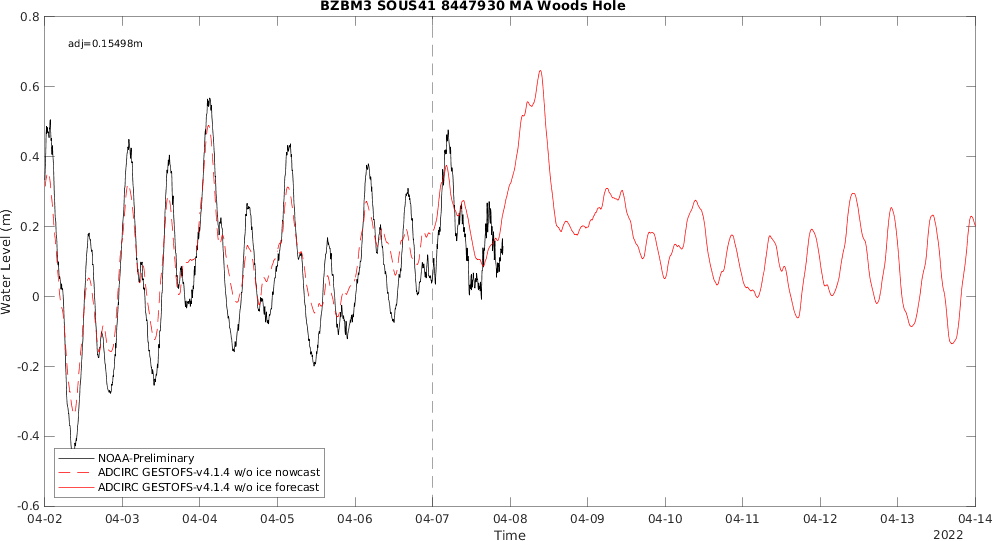 BZBM3 SOUS41 8447930 MA Woods Hole
adj=0.15498m
0.8
0.6
0.4
0.2
0
-0.2
-0.4
-0.6
Water Level (m)
NOAA-Preliminary
ADCIRC GESTOFS-v4.1.4 w/o ice nowcast
ADCIRC GESTOFS-v4.1.4 w/o ice forecast
04-02 04-03 04-04 04-05 04-06 04-07 04-08 04-09 04-10 04-11 04-12 04-13 04-14
Time
2022